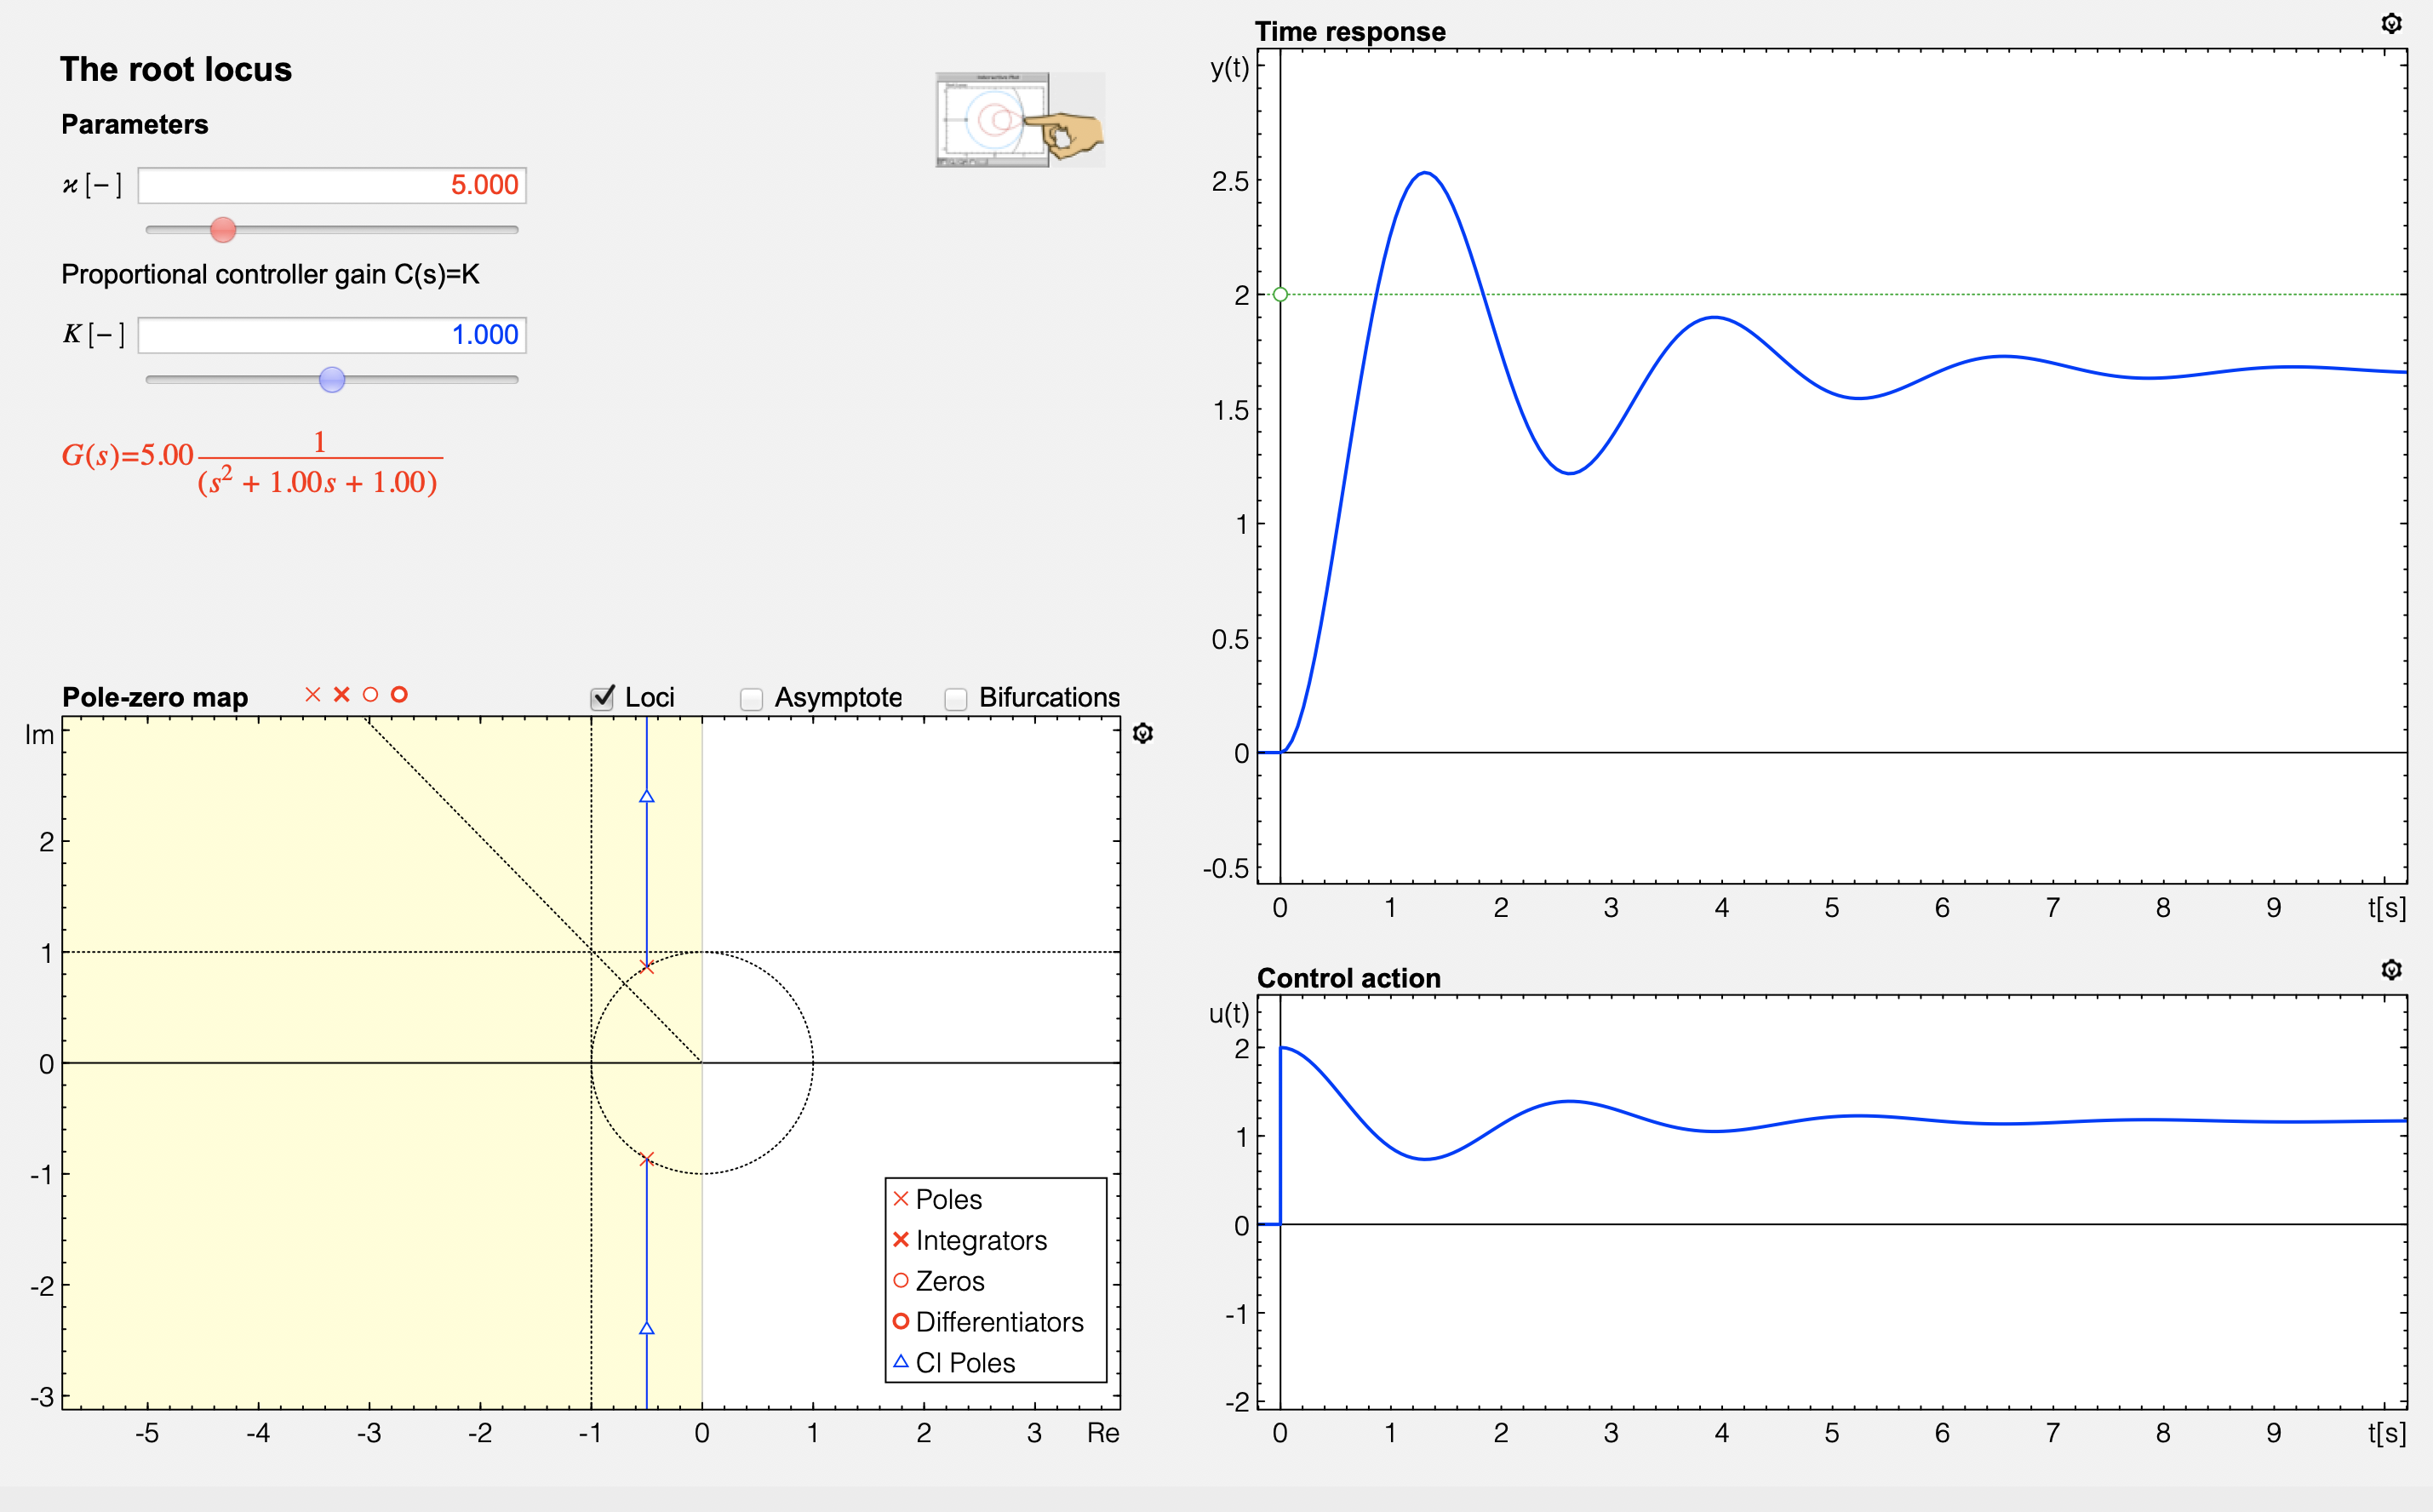 The root locus
Parameters
ϰ [−] 5.000
Proportional controller gain C(s)=K
K [−] 1.000
G(s)=5.00 1/(s² + 1.00s + 1.00)
Pole-zero map
Loci
Asymptote
Bifurcations
Im
2
1
0
-1
-2
-3
-5 -4 -3 -2 -1 0 1 2 3 Re
Poles
Integrators
Zeros
Differentiators
Cl Poles
Time response
y(t)
2.5
2
1.5
1
0.5
0
-0.5
0 1 2 3 4 5 6 7 8 9 t[s]
Control action
u(t)
2
1
0
-1
-2
0 1 2 3 4 5 6 7 8 9 t[s]